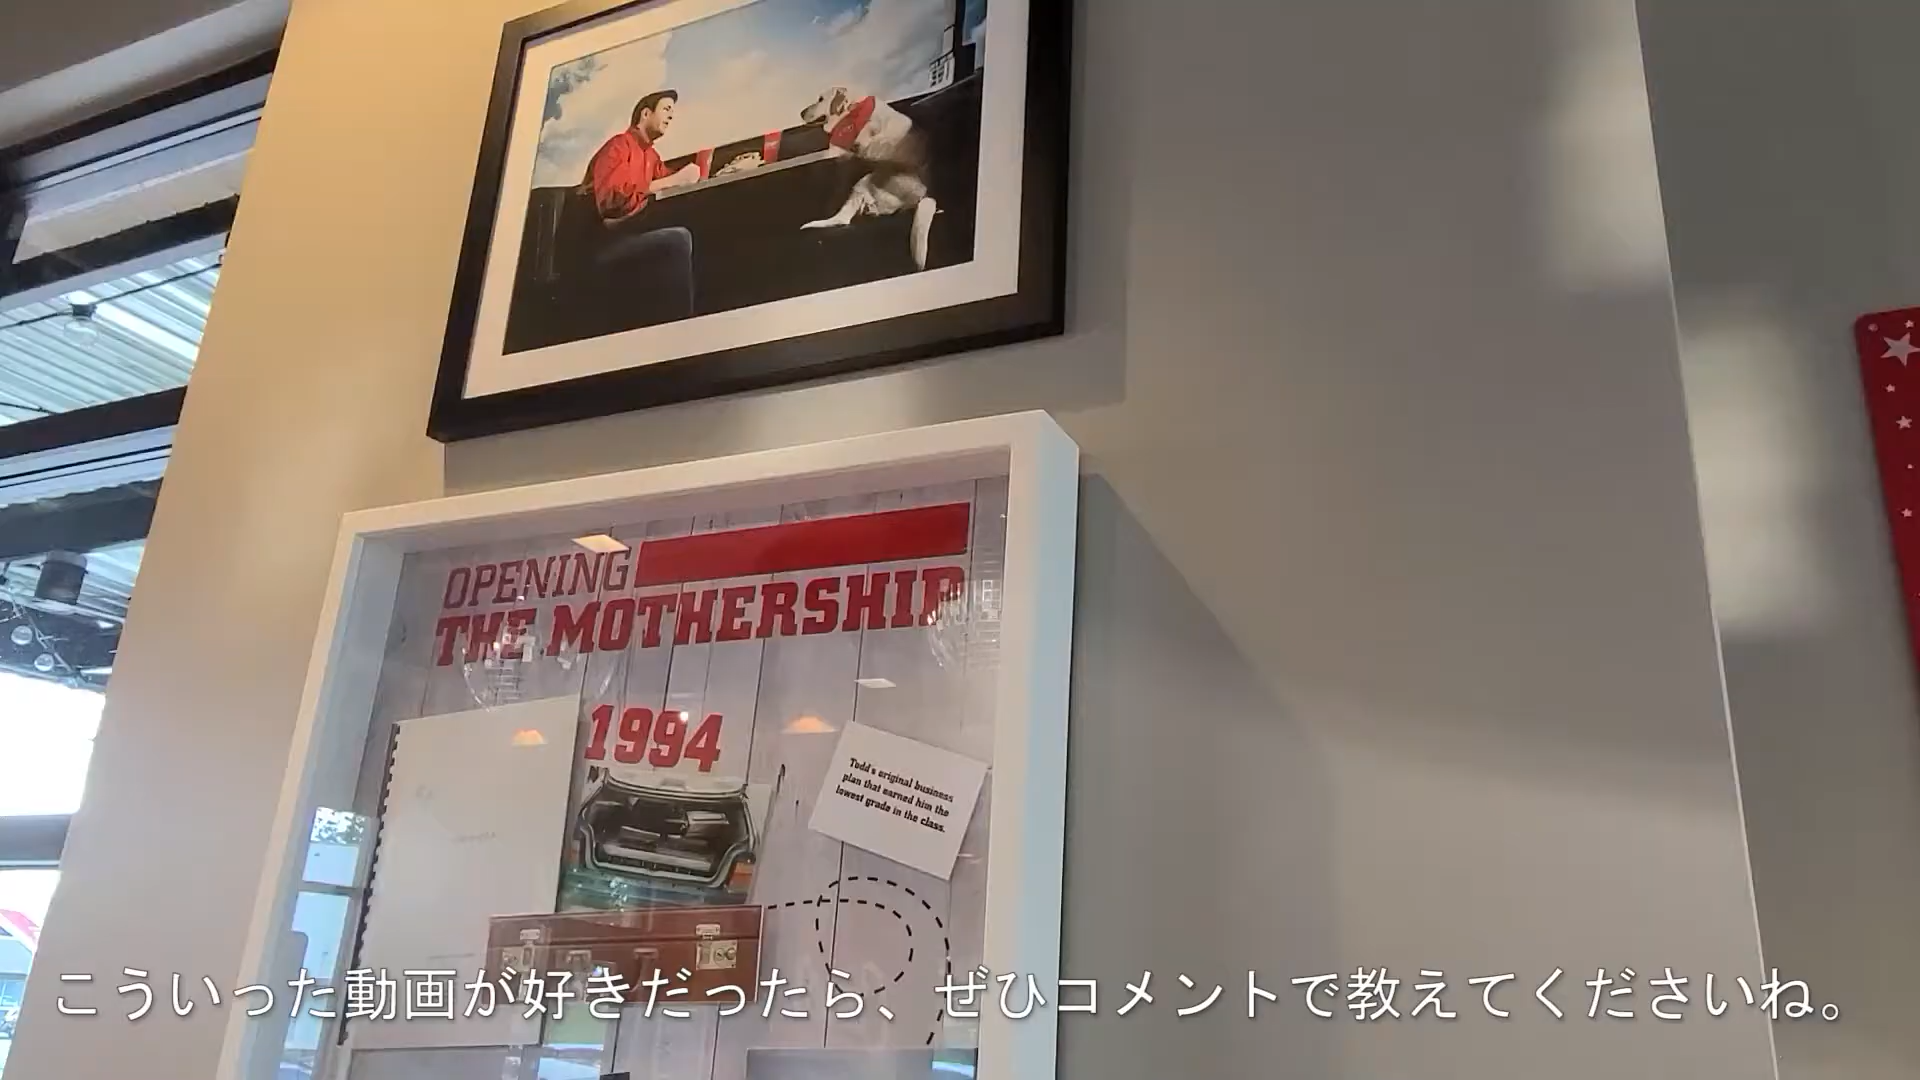 OPENING
THE MOTHERSHIP
1994
Todd's original business
plan that earned him the
lowest grade in the class.
こういった動画が好きだったら、ぜひコメントで教えてくださいね。